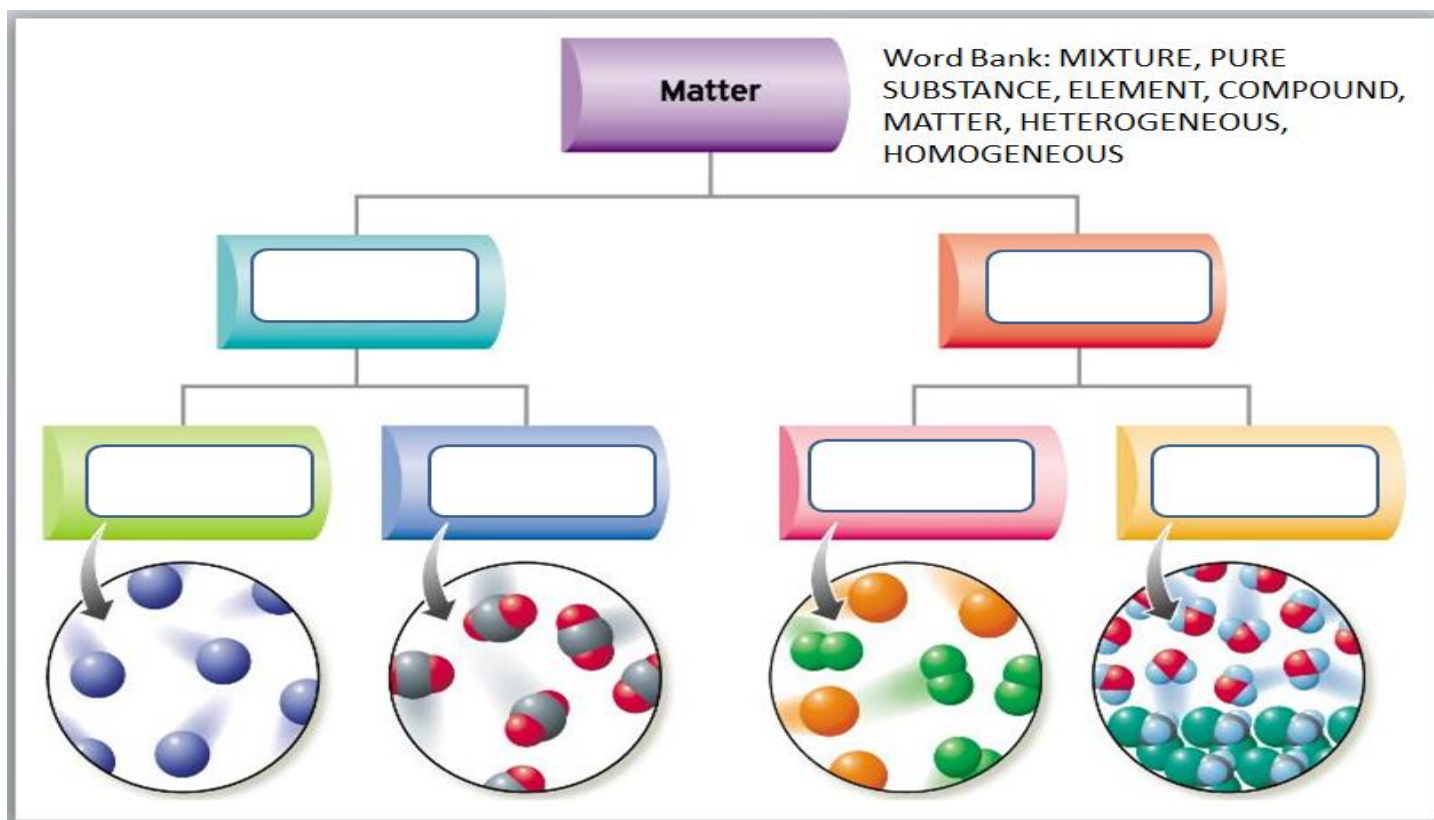 Matter
Word Bank: MIXTURE, PURE
SUBSTANCE, ELEMENT, COMPOUND,
MATTER, HETEROGENEOUS,
HOMOGENEOUS